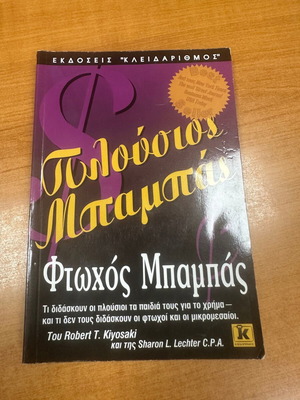 ΕΚΔΟΣΕΙΣ "ΚΛΕΙΔΑΡΙΘΜΟΣ"
Πλούσιος
Μπαμπάς
Φτωχός Μπαμπάς
Τι διδάσκουν οι πλούσιοι τα παιδιά τους για το χρήμα –
και τι δεν τους διδάσκουν οι φτωχοί και οι μικρομεσαίοι.
Του Robert T. Kiyosaki
και της Sharon L. Lechter C.P.A.
K